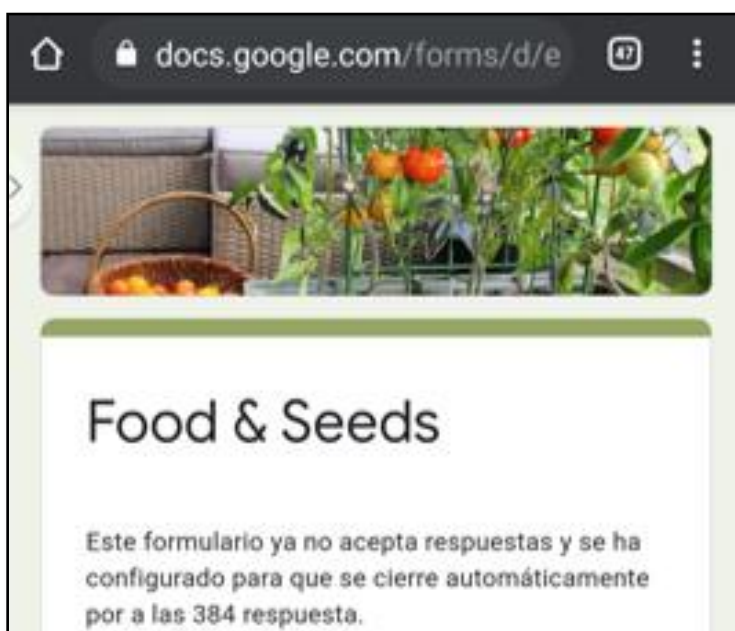 docs.google.com/forms/d/e
47
Food & Seeds
Este formulario ya no acepta respuestas y se ha
configurado para que se cierre automáticamente
por a las 384 respuesta.